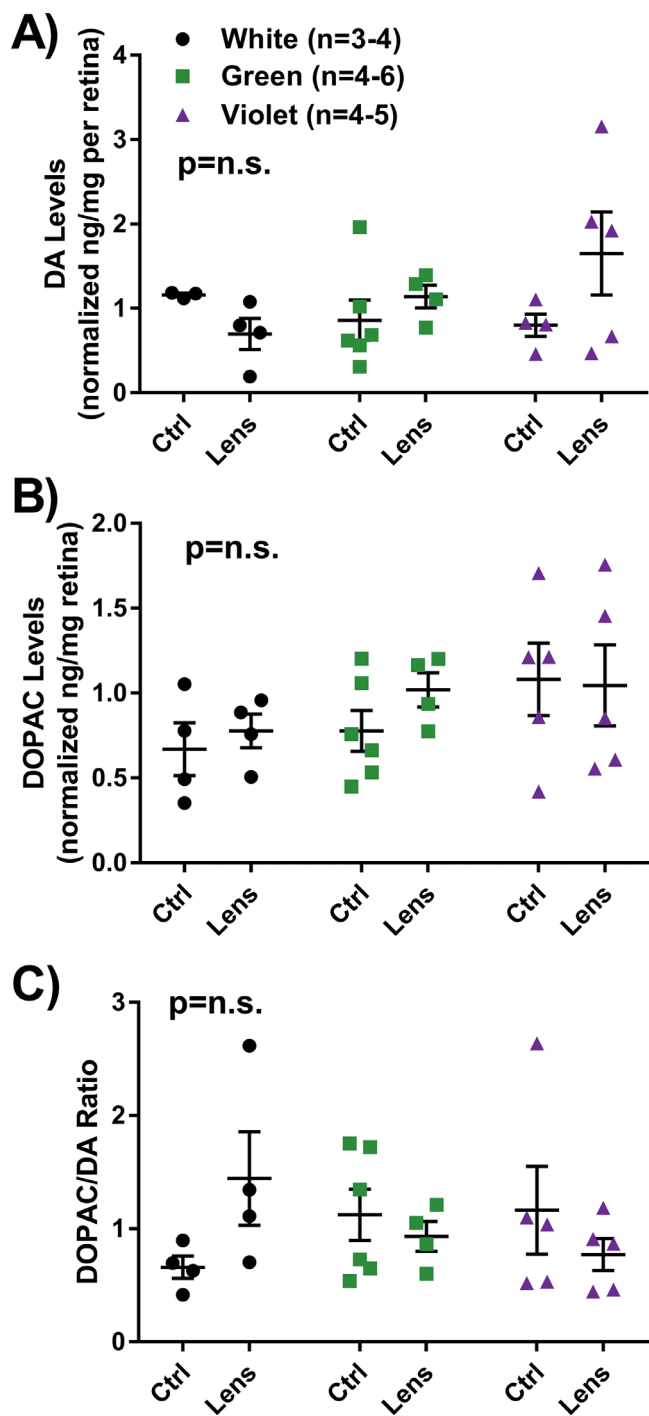 A)
White (n=3-4)
Green (n=4-6)
Violet (n=4-5)
p=n.s.
DA Levels
(normalized ng/mg per retina)
4
3
2
1
0
Ctrl Lens Ctrl Lens Ctrl Lens
B)
p=n.s.
DOPAC Levels
(normalized ng/mg retina)
2.0
1.5
1.0
0.5
0.0
Ctrl Lens Ctrl Lens Ctrl Lens
C)
p=n.s.
DOPAC/DA Ratio
3
2
1
0
Ctrl Lens Ctrl Lens Ctrl Lens